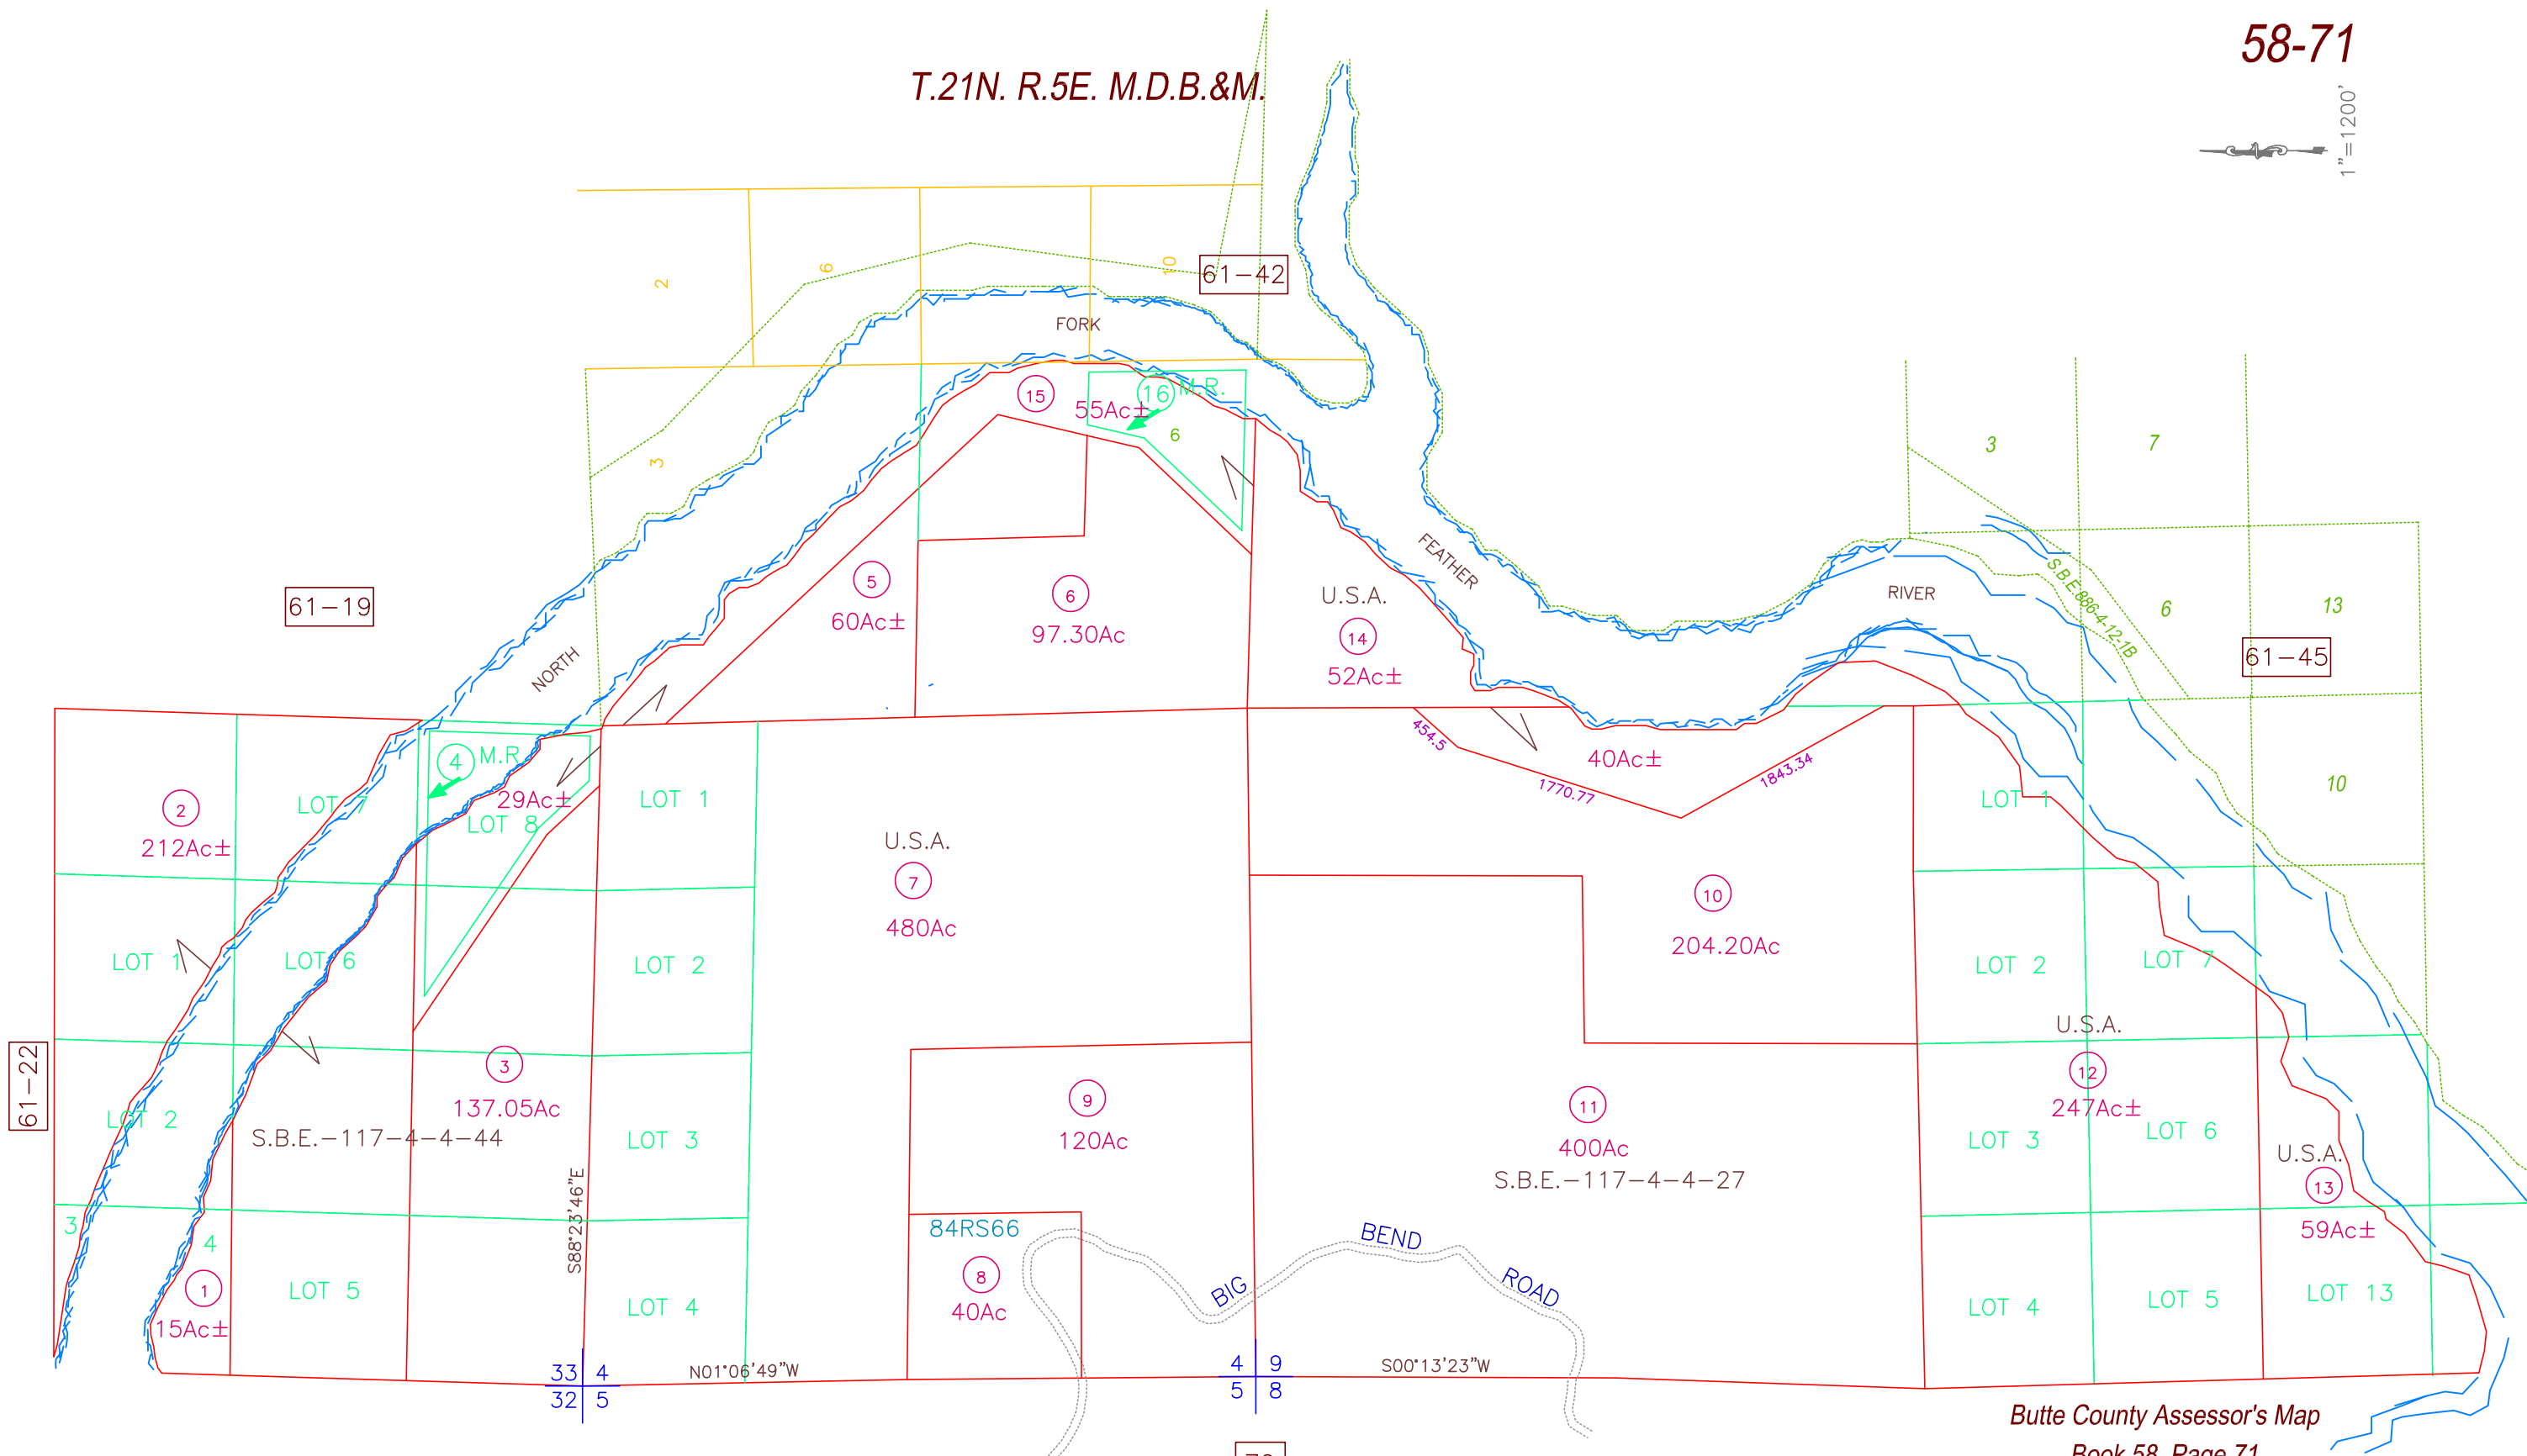 58-71
T.21N. R.5E. M.D.B.&M.
1"=1200'
61-42
2
6
10
FORK
3
15
55Ac±
16
M.R.
6
3
7
61-19
5
60Ac±
6
97.30Ac
U.S.A.
14
52Ac±
FEATHER
RIVER
S.B.E-886-4-12-1B
6
13
61-45
NORTH
4
M.R.
29Ac±
LOT 8
2
212Ac±
LOT 7
LOT 1
454.5
1770.77
1843.34
40Ac±
LOT 1
10
U.S.A.
7
480Ac
10
204.20Ac
LOT 1
LOT 6
LOT 2
LOT 2
LOT 7
U.S.A.
61-22
3
137.05Ac
9
120Ac
11
400Ac
12
247Ac±
LOT 2
S.B.E.-117-4-4-44
LOT 3
S.B.E.-117-4-4-27
LOT 3
LOT 6
U.S.A.
13
59Ac±
S88°23'46"E
3
4
84RS66
BIG
BEND
ROAD
1
15Ac±
LOT 5
LOT 4
8
40Ac
LOT 4
LOT 5
LOT 13
33 4
32 5
N01°06'49"W
4 9
5 8
S00°13'23"W
Butte County Assessor's Map
Book 58, Page 71